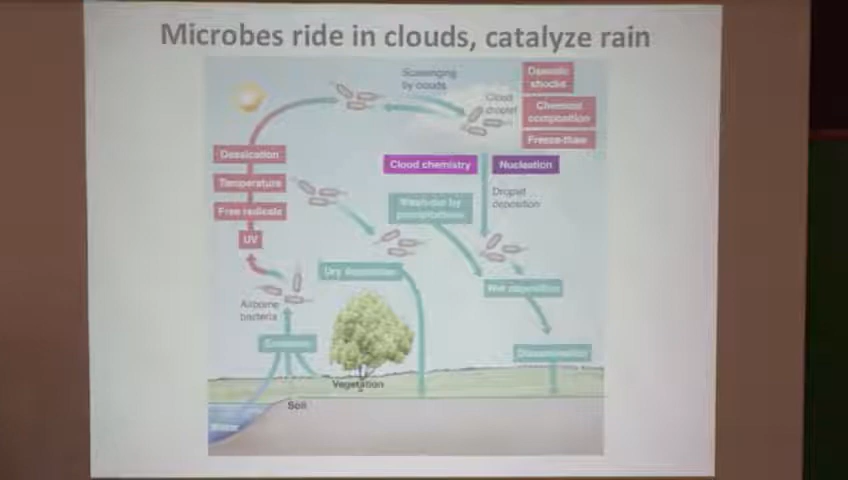 Microbes ride in clouds, catalyze rain
Scavenging
by clouds
Osmotic
shocks
Cloud
droplet
Chemical
composition
Freeze-thaw
Dessication
Cloud chemistry
Nucleation
Temperature
Droplet
deposition
Wash-out by
precipitations
Free radicals
UV
Dry deposition
Wet deposition
Airborne
bacteria
Emission
Dissemination
Vegetation
Soil
Water